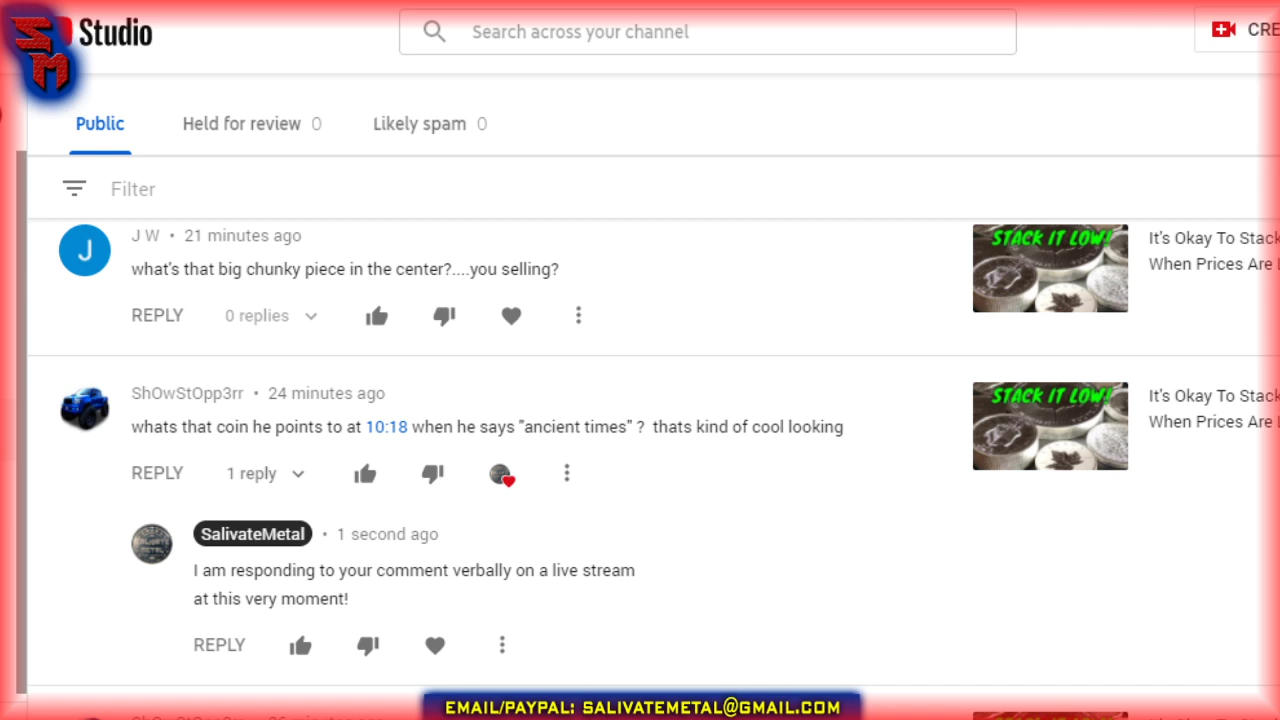 SM
Studio
Search across your channel
CRE
Public
Held for review 0
Likely spam 0
Filter
J
J W • 21 minutes ago
what's that big chunky piece in the center?....you selling?
REPLY
0 replies
STACK IT LOW!
It's Okay To Stack
When Prices Are L
ShOwStOpp3rr • 24 minutes ago
whats that coin he points to at 10:18 when he says "ancient times" ? thats kind of cool looking
REPLY
1 reply
STACK IT LOW!
It's Okay To Stack
When Prices Are L
SalivateMetal • 1 second ago
I am responding to your comment verbally on a live stream
at this very moment!
REPLY
EMAIL/PAYPAL: SALIVATEMETAL@GMAIL.COM